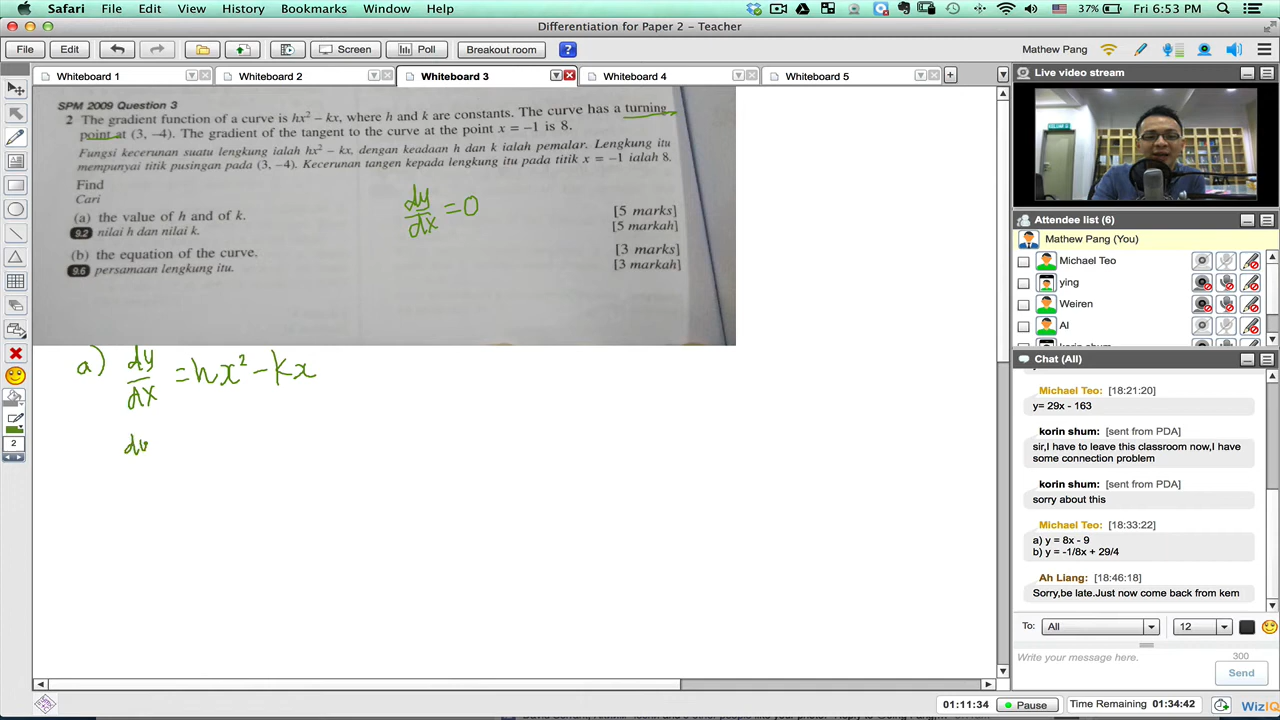 Safari File Edit View History Bookmarks Window Help
37% Fri 6:53 PM
Differentiation for Paper 2 - Teacher
File Edit Screen Poll Breakout room ? Mathew Pang
Whiteboard 1 Whiteboard 2 Whiteboard 3 Whiteboard 4 Whiteboard 5
Live video stream
SPM 2009 Question 3
2 The gradient function of a curve is hx² – kx, where h and k are constants. The curve has a turning
point at (3, –4). The gradient of the tangent to the curve at the point x = –1 is 8.
Fungsi kecerunan suatu lengkung ialah hx² – kx, dengan keadaan h dan k ialah pemalar. Lengkung itu
mempunyai titik pusingan pada (3, –4). Kecerunan tangen kepada lengkung itu pada titik x = –1 ialah 8.
Find
Cari
dy/dx = 0
(a) the value of h and of k. [5 marks]
9.2 nilai h dan nilai k. [5 markah]
(b) the equation of the curve. [3 marks]
9.6 persamaan lengkung itu. [3 markah]
a) dy/dx = hx² – kx
2
Attendee list (6)
Mathew Pang (You)
Michael Teo
ying
Weiren
Al
korin shum
Chat (All)
Michael Teo: [18:21:20]
y= 29x - 163
korin shum: [sent from PDA]
sir,I have to leave this classroom now,I have
some connection problem
korin shum: [sent from PDA]
sorry about this
Michael Teo: [18:33:22]
a) y = 8x - 9
b) y = -1/8x + 29/4
Ah Liang: [18:46:18]
Sorry,be late.Just now come back from kem
To: All 12
Write your message here. 300
Send
01:11:34 Pause Time Remaining 01:34:42 WizIQ